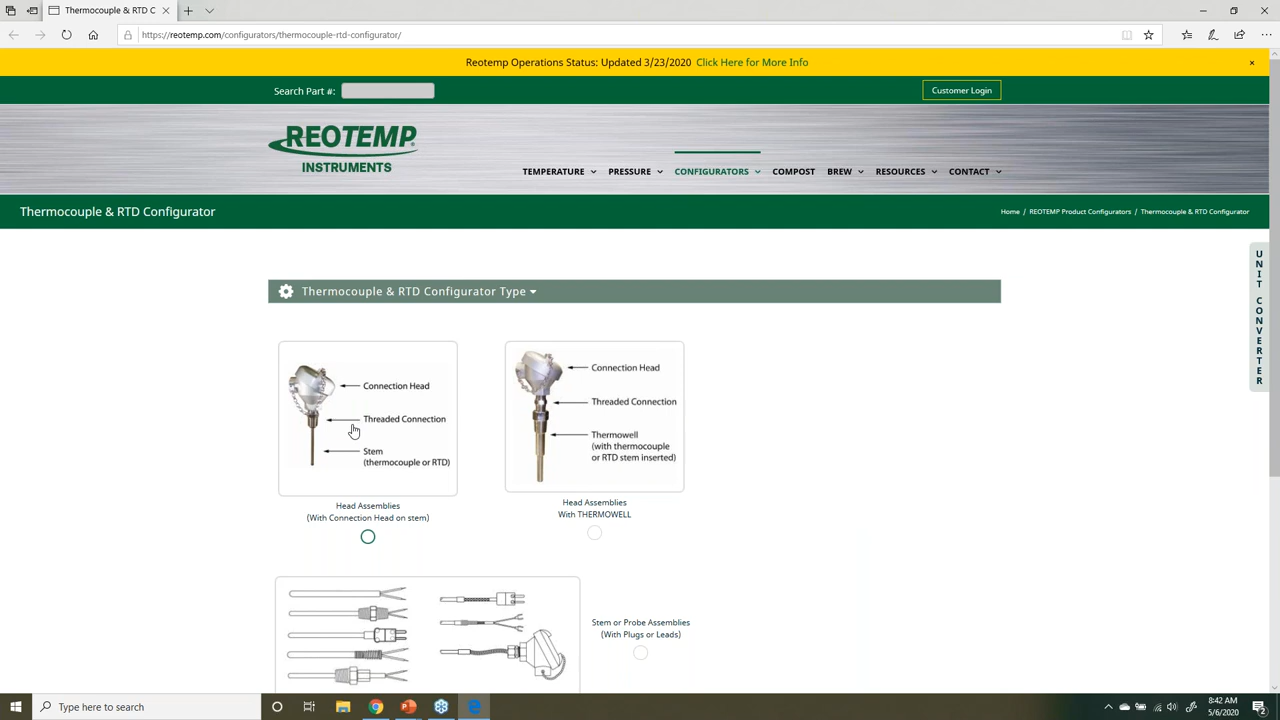 Thermocouple & RTD C
https://reotemp.com/configurators/thermocouple-rtd-configurator/
Reotemp Operations Status: Updated 3/23/2020 Click Here for More Info
×
Search Part #:
Customer Login
REOTEMP®
INSTRUMENTS
TEMPERATURE PRESSURE CONFIGURATORS COMPOST BREW RESOURCES CONTACT
Thermocouple & RTD Configurator
Home / REOTEMP Product Configurators / Thermocouple & RTD Configurator
UNIT CONVERTER
Thermocouple & RTD Configurator Type
Connection Head
Threaded Connection
Stem
(thermocouple or RTD)
Head Assemblies
(With Connection Head on stem)
Connection Head
Threaded Connection
Thermowell
(with thermocouple
or RTD stem inserted)
Head Assemblies
With THERMOWELL
Stem or Probe Assemblies
(With Plugs or Leads)
Type here to search
8:42 AM
5/6/2020
2